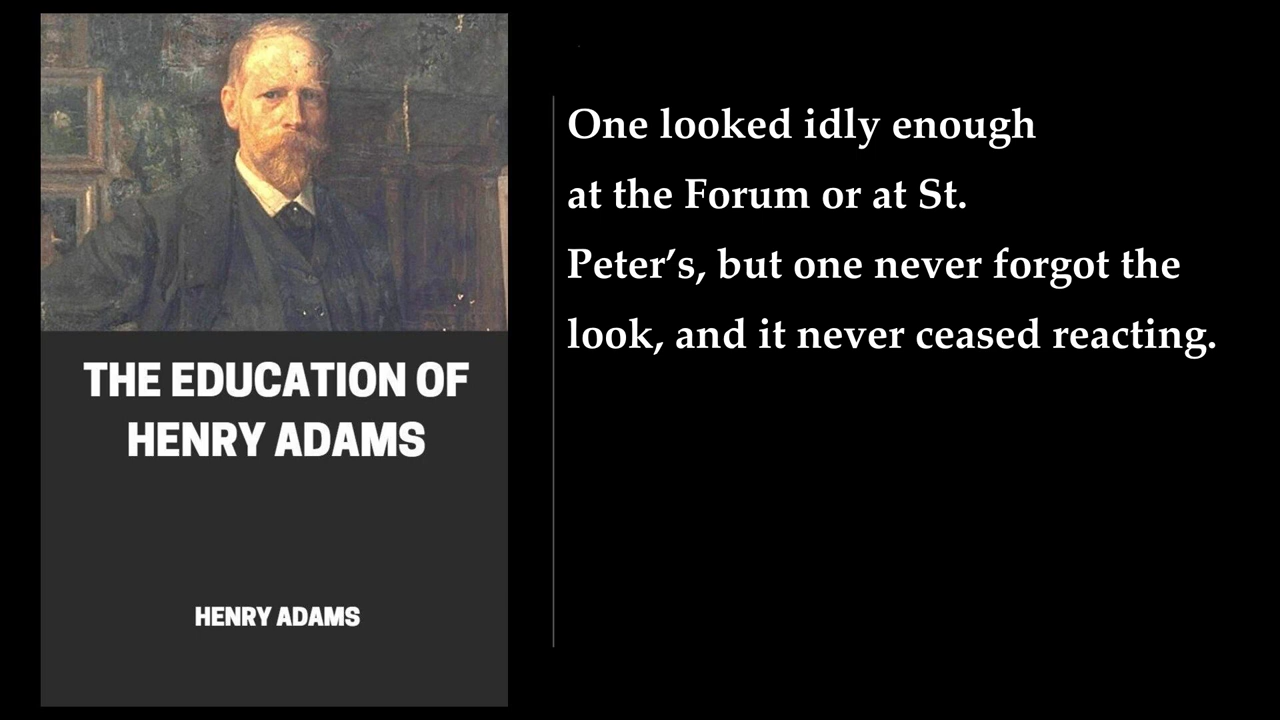 THE EDUCATION OF
HENRY ADAMS
HENRY ADAMS
One looked idly enough
at the Forum or at St.
Peter’s, but one never forgot the
look, and it never ceased reacting.